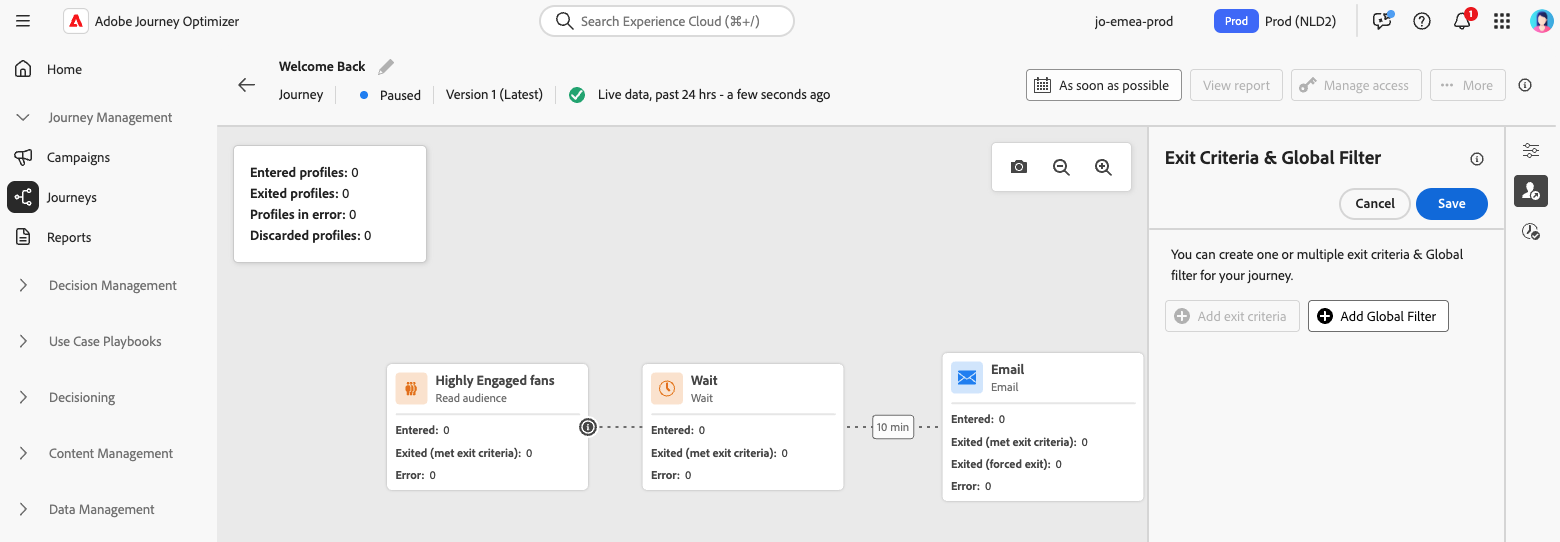 Adobe Journey Optimizer
Search Experience Cloud (⌘+/)
jo-emea-prod
Prod
Prod (NLD2)
1
Home
Journey Management
Campaigns
Journeys
Reports
Decision Management
Use Case Playbooks
Decisioning
Content Management
Data Management
Welcome Back
Journey
Paused
Version 1 (Latest)
Live data, past 24 hrs - a few seconds ago
As soon as possible
View report
Manage access
More
Entered profiles: 0
Exited profiles: 0
Profiles in error: 0
Discarded profiles: 0
Highly Engaged fans
Read audience
Entered: 0
Exited (met exit criteria): 0
Error: 0
Wait
Wait
Entered: 0
Exited (met exit criteria): 0
Error: 0
10 min
Email
Email
Entered: 0
Exited (met exit criteria): 0
Exited (forced exit): 0
Error: 0
Exit Criteria & Global Filter
Cancel
Save
You can create one or multiple exit criteria & Global
filter for your journey.
Add exit criteria
Add Global Filter